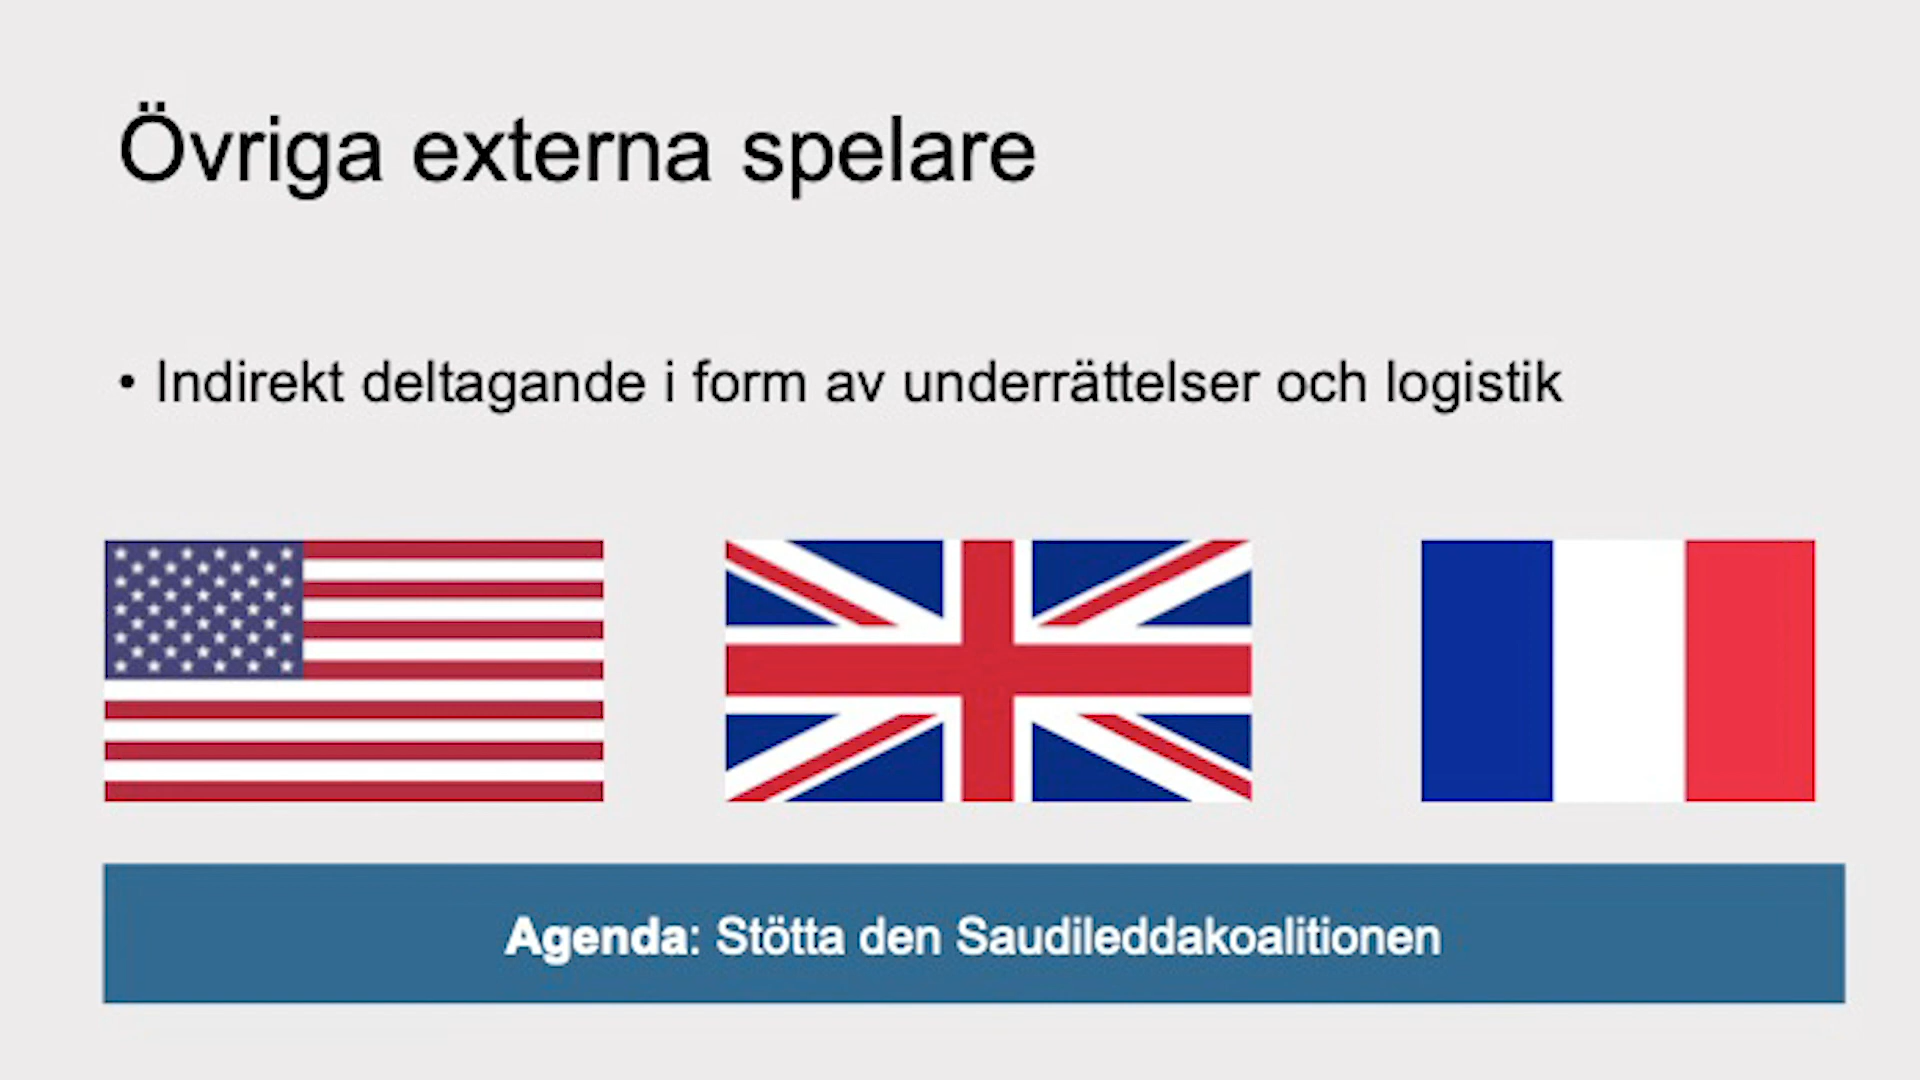 Övriga externa spelare
• Indirekt deltagande i form av underrättelser och logistik
Agenda: Stötta den Saudileddakoalitionen